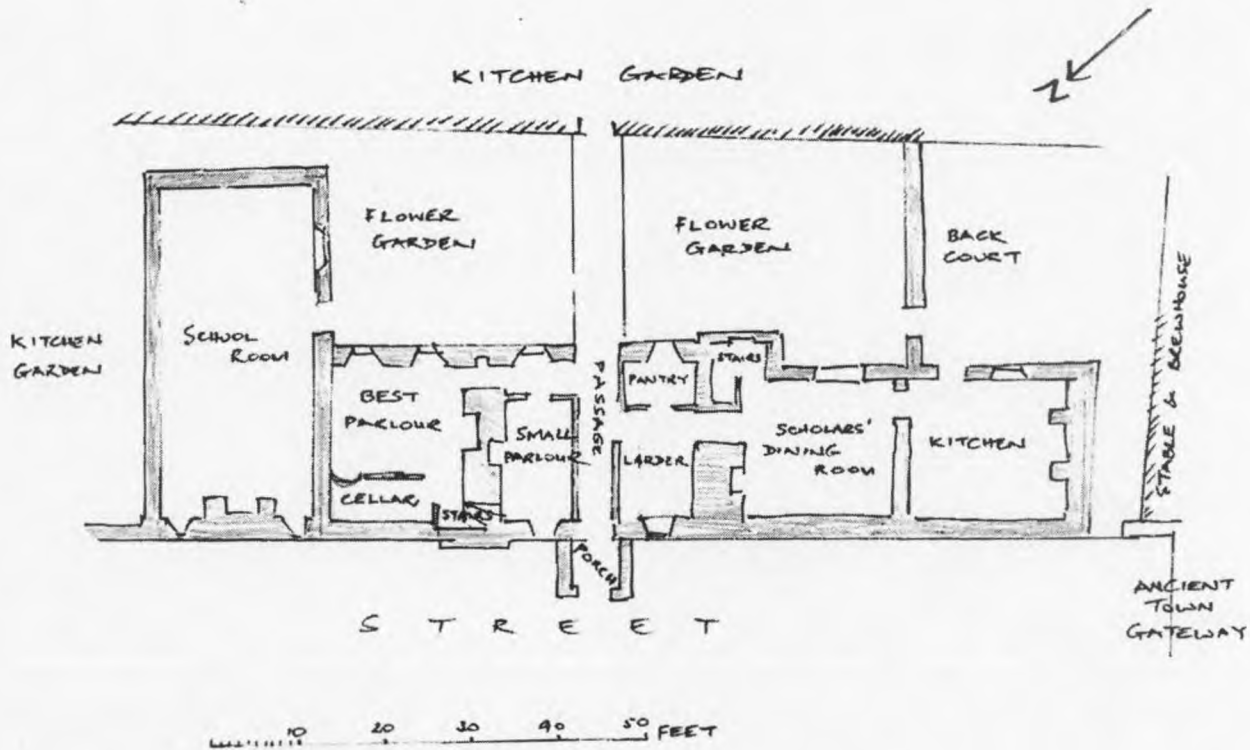 N
KITCHEN GARDEN
FLOWER
GARDEN
FLOWER
GARDEN
BACK
COURT
KITCHEN
GARDEN
SCHOOL
ROOM
STABLE & BREWHOUSE
PASSAGE
STAIRS
PANTRY
BEST
PARLOUR
SMALL
PARLOUR
LARDER
SCHOLARS'
DINING
ROOM
KITCHEN
CELLAR
STAIRS
PORCH
STREET
ANCIENT
TOWN
GATEWAY
10 20 30 40 50 FEET